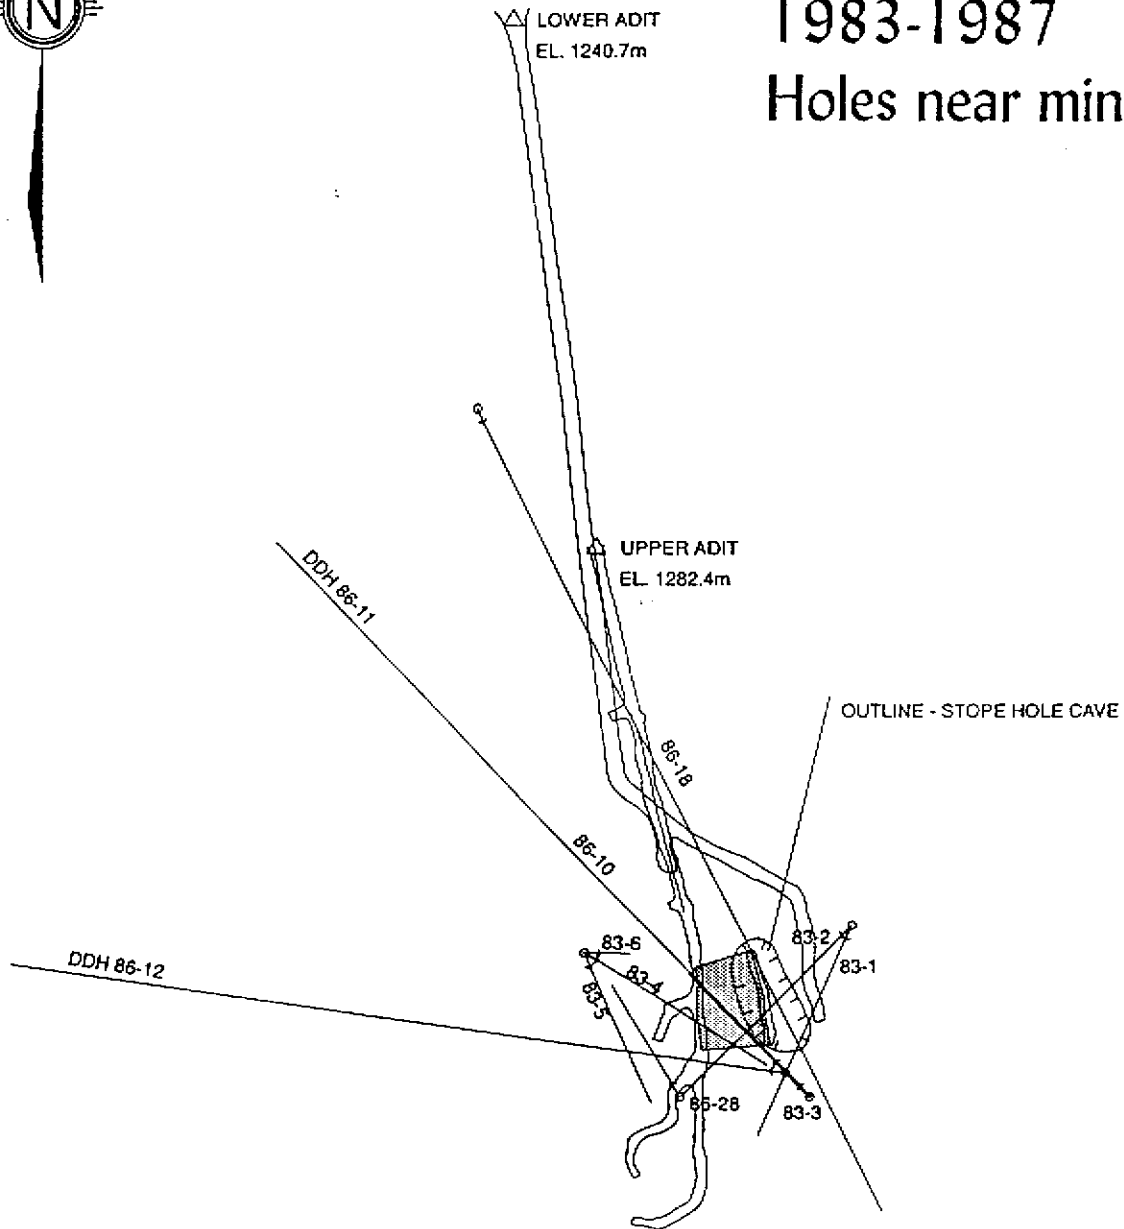 N
1983-1987
Holes near min
LOWER ADIT
EL. 1240.7m
UPPER ADIT
EL. 1282.4m
DDH 86-11
OUTLINE - STOPE HOLE CAVE
86-18
86-10
83-2
83-6
83-1
83-4
DDH 86-12
83-5
86-28
83-3